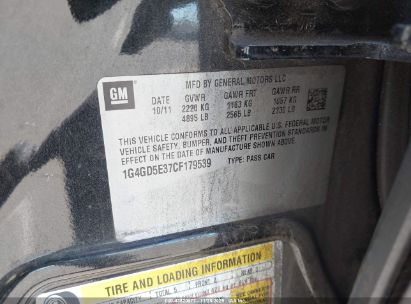 GM
MFD BY GENERAL MOTORS LLC
DATE GVWR GAWR FRT GAWR RR
10/11 2220 KG 1163 KG 1057 KG
4895 LB 2565 LB 2330 LB
THIS VEHICLE CONFORMS TO ALL APPLICABLE U.S. FEDERAL MOTOR
VEHICLE SAFETY, BUMPER, AND THEFT PREVENTION STANDARDS
IN EFFECT ON THE DATE OF MANUFACTURE SHOWN ABOVE.
1G4GD5E37CF179539 TYPE: PASS CAR
TIRE AND LOADING INFORMATION